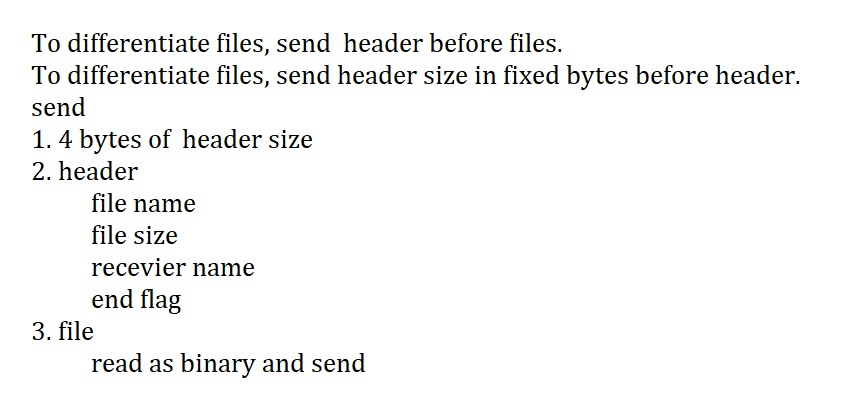 To differentiate files, send  header before files.
To differentiate files, send header size in fixed bytes before header.
send
1. 4 bytes of  header size
2. header
file name
file size
recevier name
end flag
3. file
read as binary and send